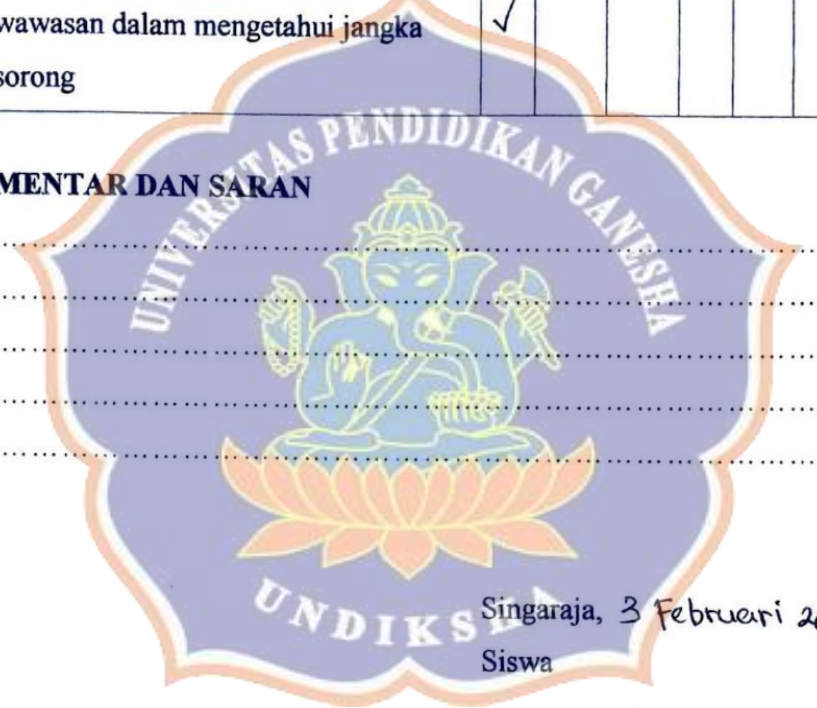 wawasan dalam mengetahui jangka
sorong
MENTAR DAN SARAN
UNIVERSITAS PENDIDIKAN GANESHA
UNDIKSHA
Singaraja, 3 Februari
Siswa